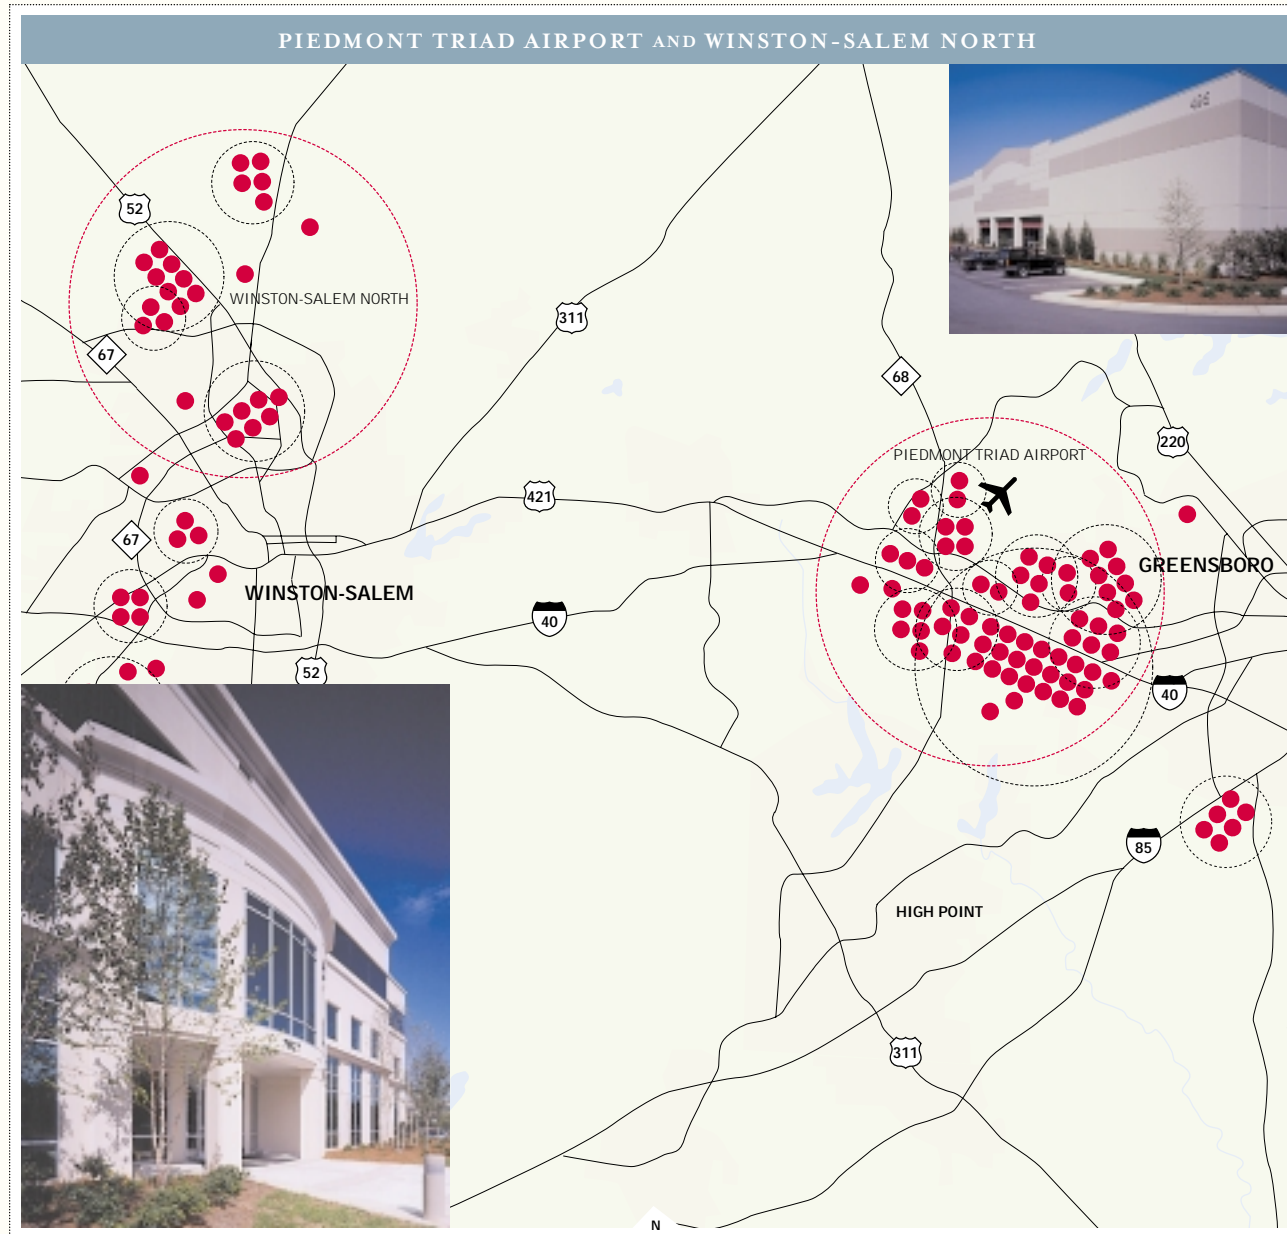 PIEDMONT TRIAD AIRPORT AND WINSTON-SALEM NORTH
52
WINSTON-SALEM NORTH
311
67
68
220
PIEDMONT TRIAD AIRPORT
421
67
GREENSBORO
WINSTON-SALEM
40
52
40
85
HIGH POINT
311
N